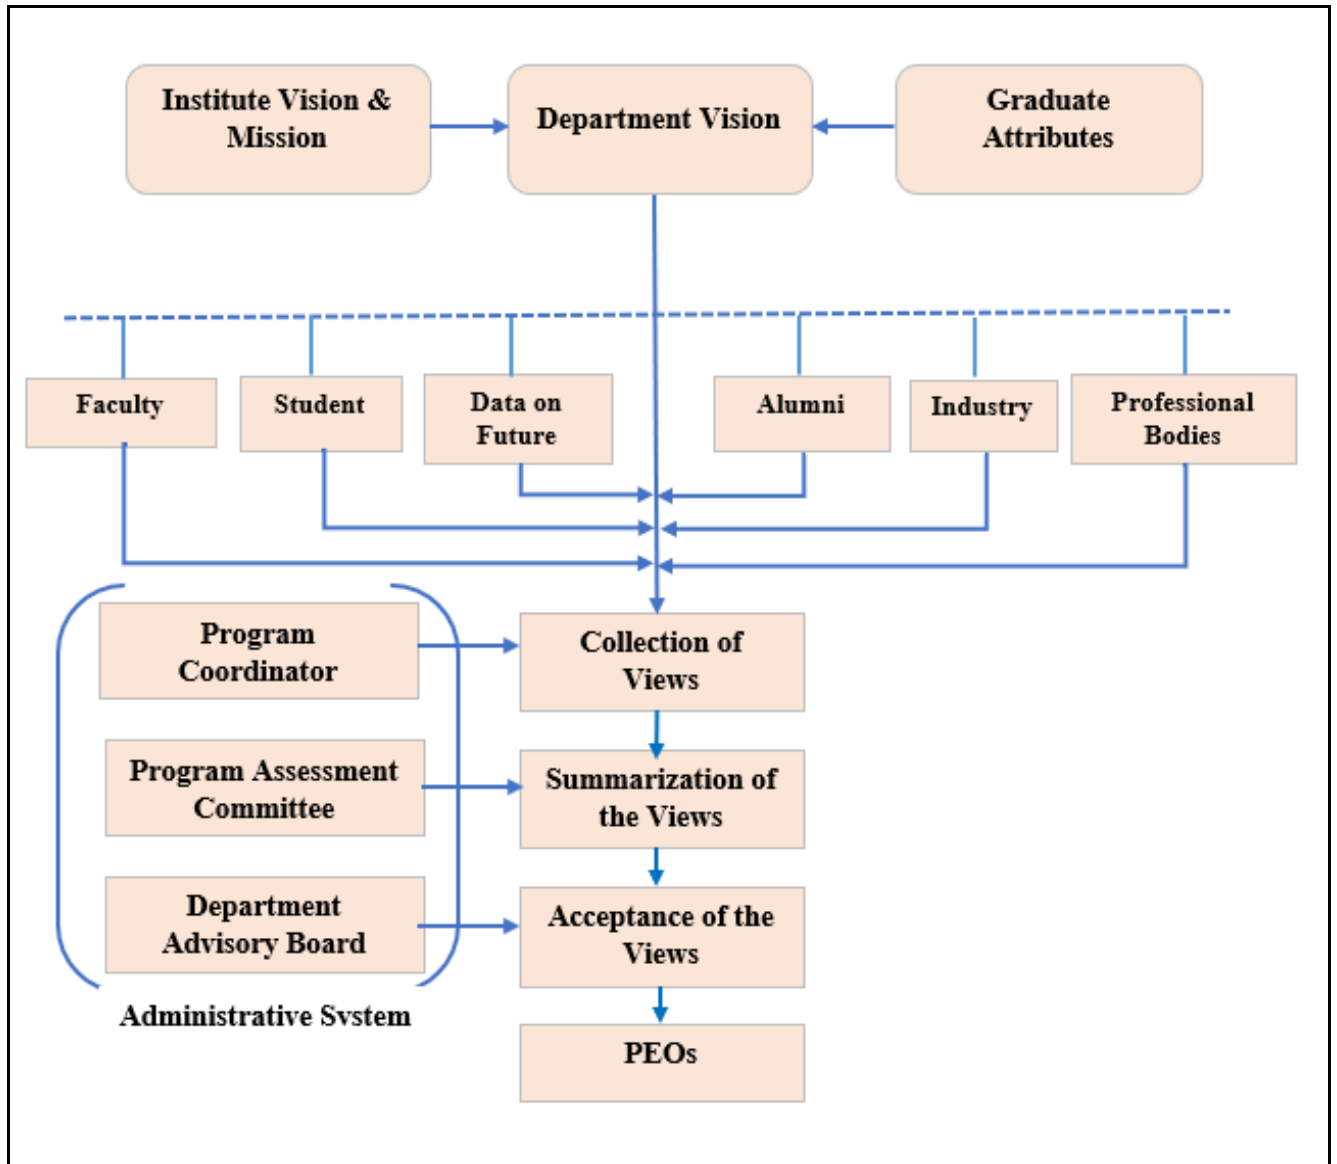 Institute Vision &
Mission
Department Vision
Graduate
Attributes
Faculty
Student
Data on
Future
Alumni
Industry
Professional
Bodies
Program
Coordinator
Collection of
Views
Program Assessment
Committee
Summarization of
the Views
Department
Advisory Board
Acceptance of the
Views
Administrative System
PEOs